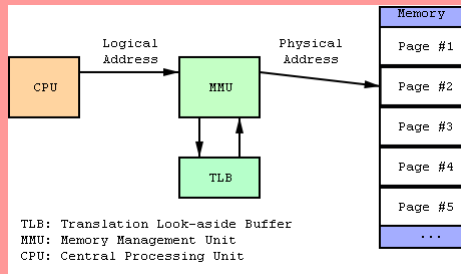 Memory
Logical
Address
Physical
Address
Page #1
CPU
MMU
Page #2
Page #3
TLB
Page #4
Page #5
...
TLB: Translation Look-aside Buffer
MMU: Memory Management Unit
CPU: Central Processing Unit